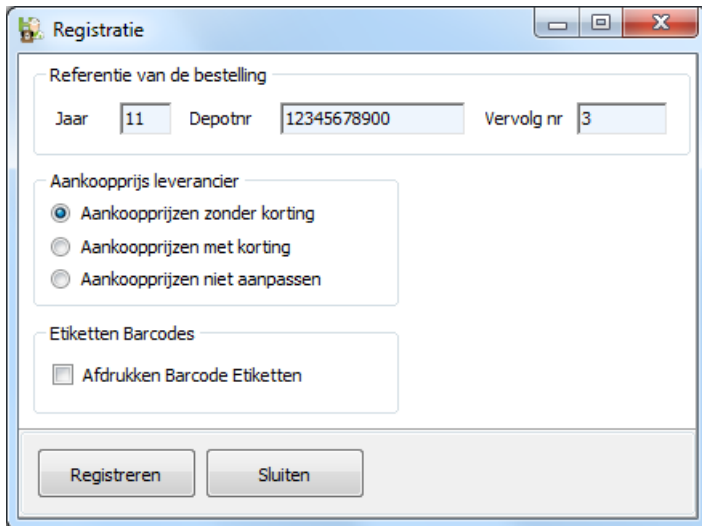 Registratie
Referentie van de bestelling
Jaar 11 Depotnr 12345678900 Vervolg nr 3
Aankoopprijs leverancier
Aankoopprijzen zonder korting
Aankoopprijzen met korting
Aankoopprijzen niet aanpassen
Etiketten Barcodes
Afdrukken Barcode Etiketten
Registreren Sluiten